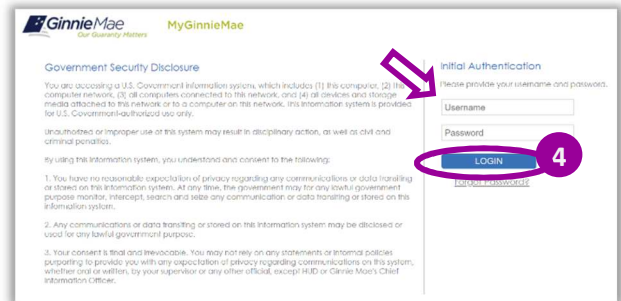 GinnieMae
Our Guaranty Matters
MyGinnieMae
Government Security Disclosure
You are accessing a U.S. Government information system, which includes (1) this computer, (2) this
computer network, (3) all computers connected to this network, and (4) all devices and storage
media attached to this network or to a computer on this network. This information system is provided
for U.S. Government-authorized use only.
Unauthorized or improper use of this system may result in disciplinary action, as well as civil and
criminal penalties.
By using this information system, you understand and consent to the following:
1. You have no reasonable expectation of privacy regarding any communications or data transiting
or stored on this information system. At any time, the government may for any lawful government
purpose monitor, intercept, search and seize any communication or data transiting or stored on this
information system.
2. Any communications or data transiting or stored on this information system may be disclosed or
used for any lawful government purpose.
3. Your consent is final and irrevocable. You may not rely on any statements or informal policies
purporting to provide you with any expectation of privacy regarding communications on this system,
whether oral or written, by your supervisor or any other official, except HUD or Ginnie Mae's Chief
Information Officer.
Initial Authentication
Please provide your username and password.
Username
Password
LOGIN
4
Forgot Password?